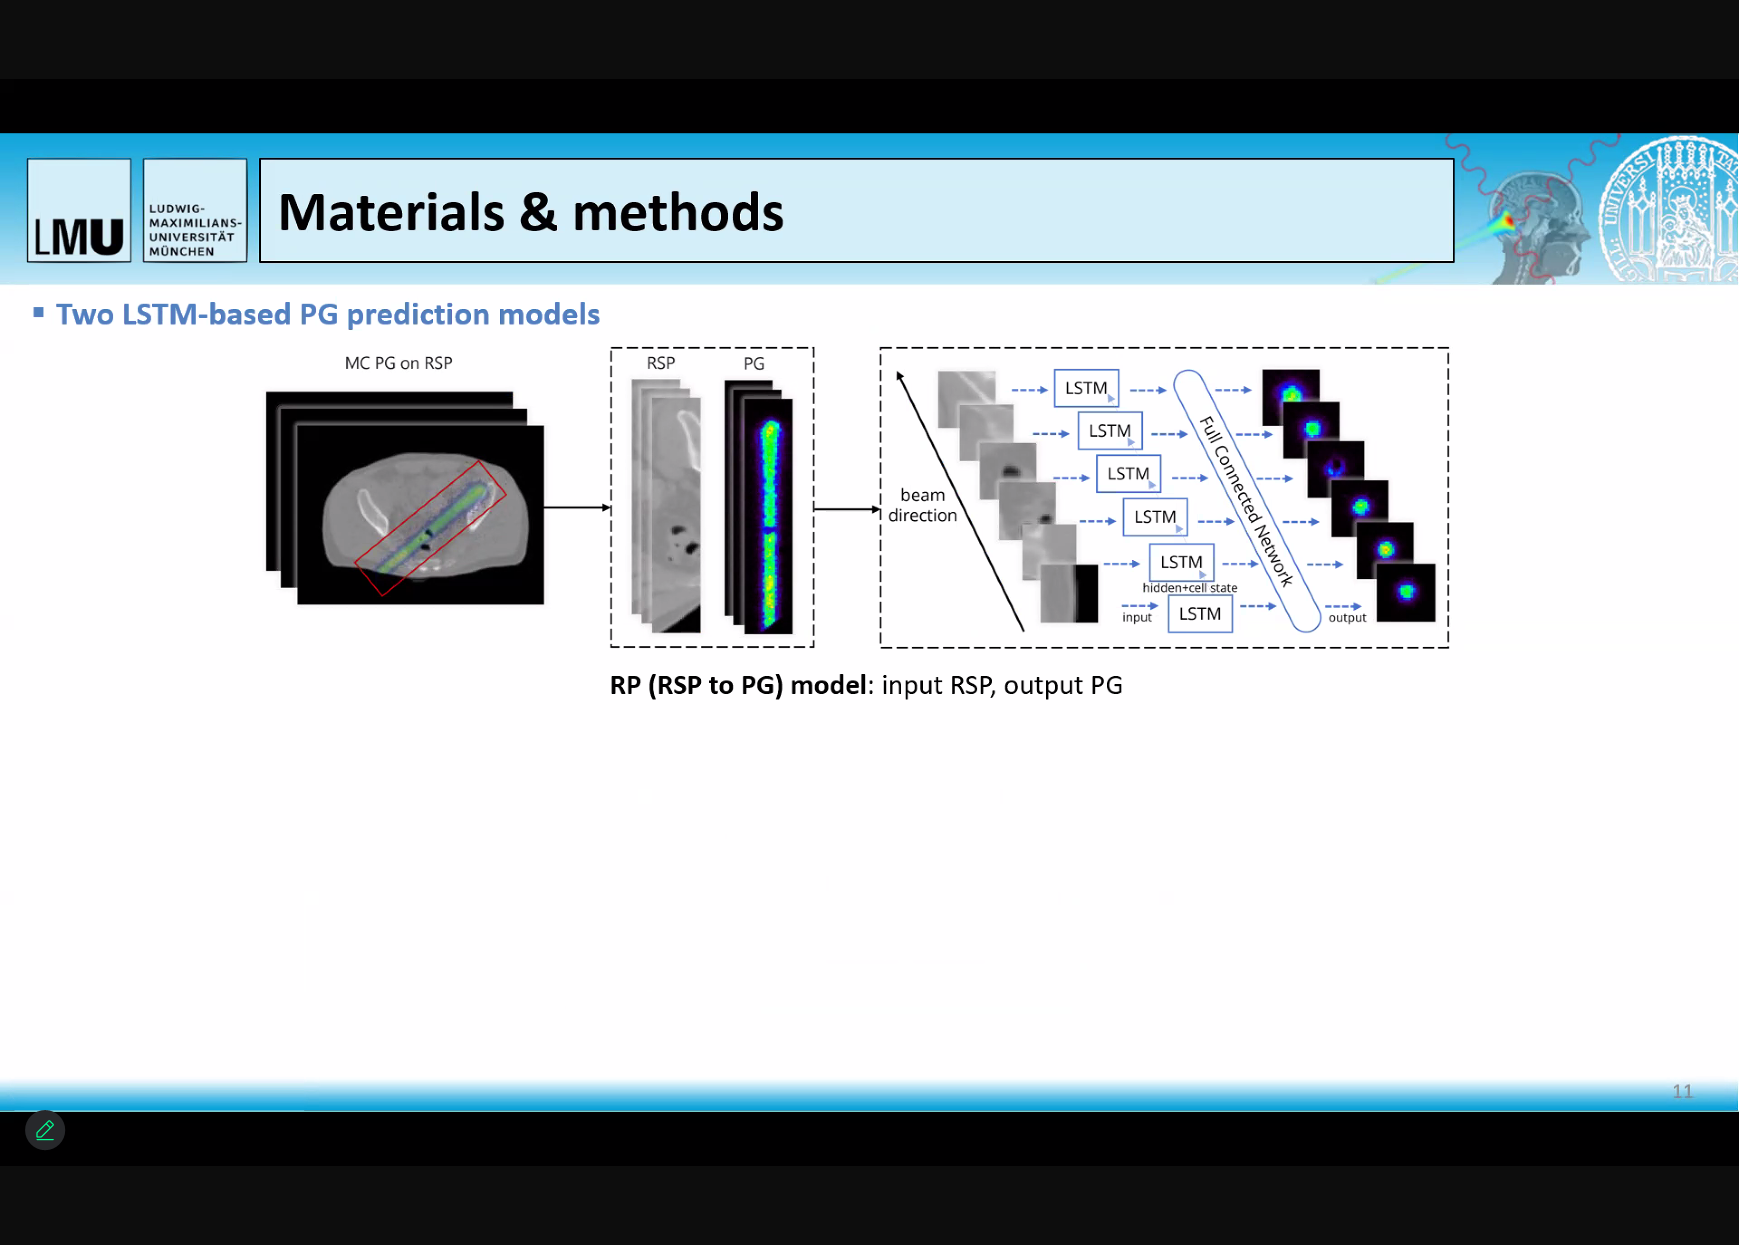 LMU
LUDWIG-
MAXIMILIANS-
UNIVERSITÄT
MÜNCHEN
Materials & methods
▪ Two LSTM-based PG prediction models
MC PG on RSP
RSP
PG
beam
direction
LSTM
LSTM
LSTM
LSTM
LSTM
hidden+cell state
LSTM
input
Full Connected Network
output
RP (RSP to PG) model: input RSP, output PG
11